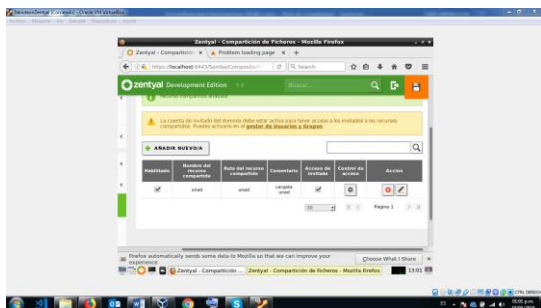 Zentyal - Compartición de Ficheros - Mozilla Firefox
Zentyal - Compartición
Problem loading page
https://localhost:8443/Samba/Composite/
Search
zentyal Development Edition
La cuenta de invitado del dominio debe estar activa para tener acceso a los invitados a los recursos
compartidos. Puedes activarla en el gestor de Usuarios y Grupos.
AÑADIR NUEVO/A
Habilitado Nombre del recurso compartido Ruta del recurso compartido Comentario Acceso de invitado Control de acceso Acción
unad unad carpeta unad
10 Página 1
Firefox automatically sends some data to Mozilla so that we can improve your experience.
Choose What I Share
Zentyal - Compartición ... Zentyal - Compartición de Ficheros - Mozilla Firefox 13:01